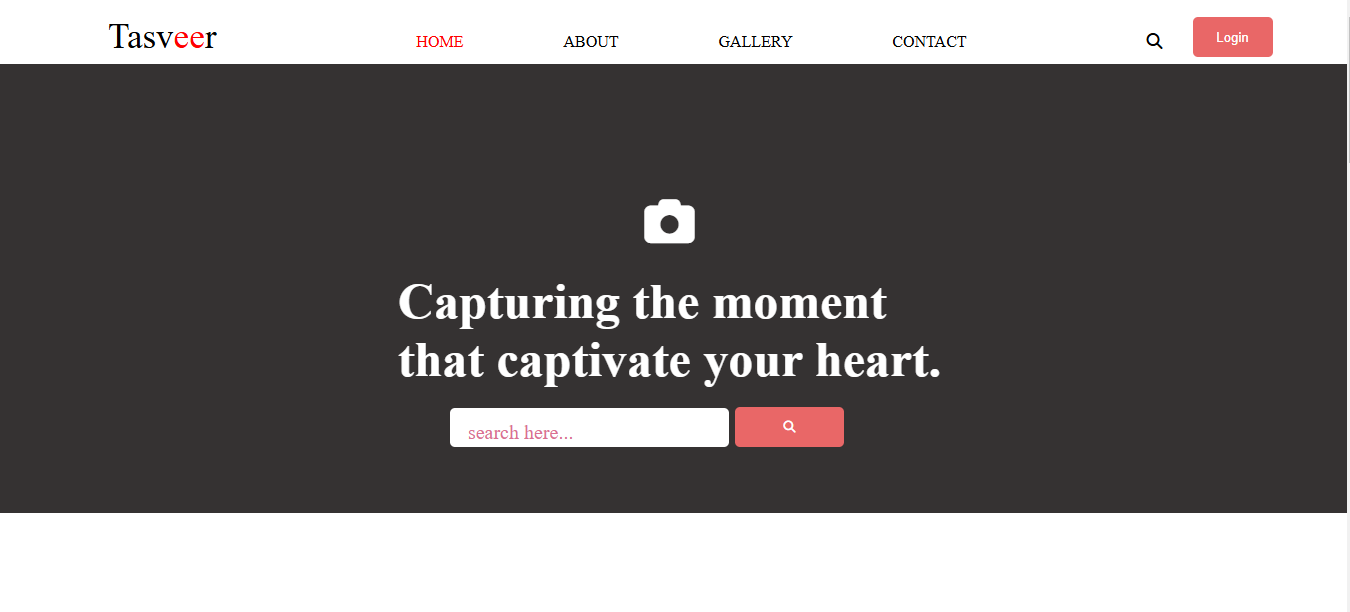 Tasveer
HOME ABOUT GALLERY CONTACT
Login
Capturing the moment
that captivate your heart.
search here...